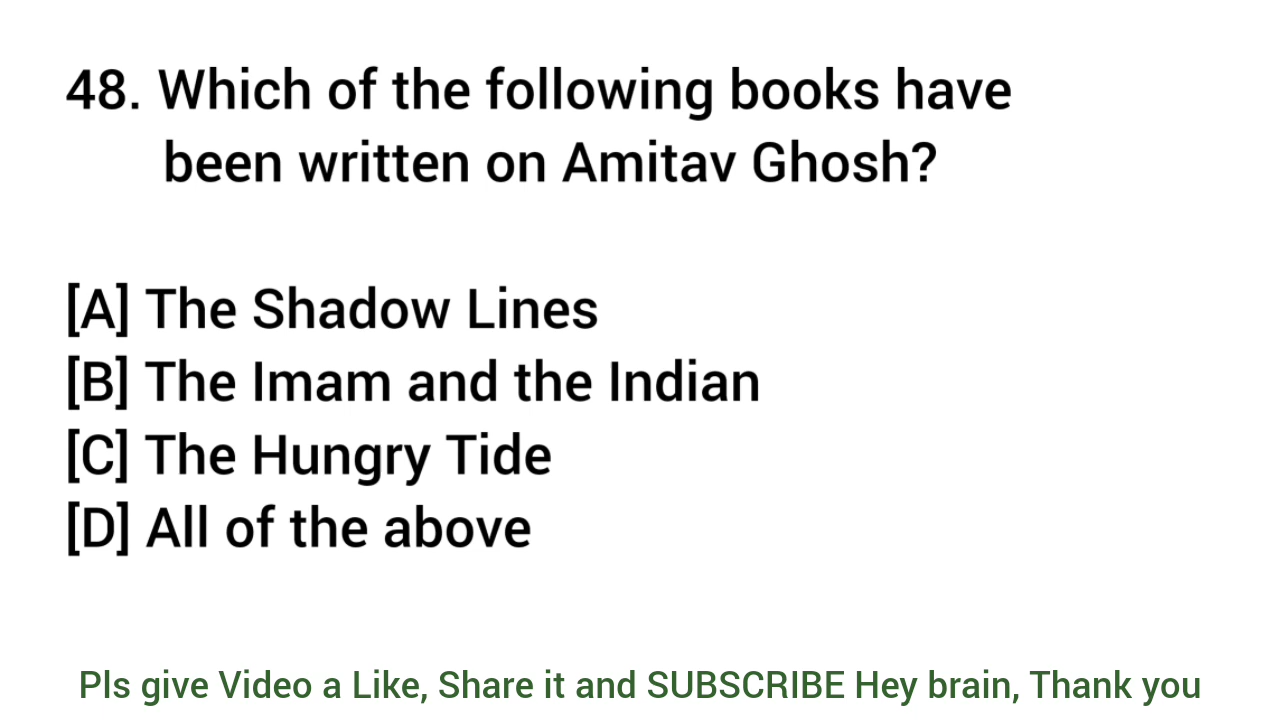 48. Which of the following books have
been written on Amitav Ghosh?
[A] The Shadow Lines
[B] The Imam and the Indian
[C] The Hungry Tide
[D] All of the above
Pls give Video a Like, Share it and SUBSCRIBE Hey brain, Thank you